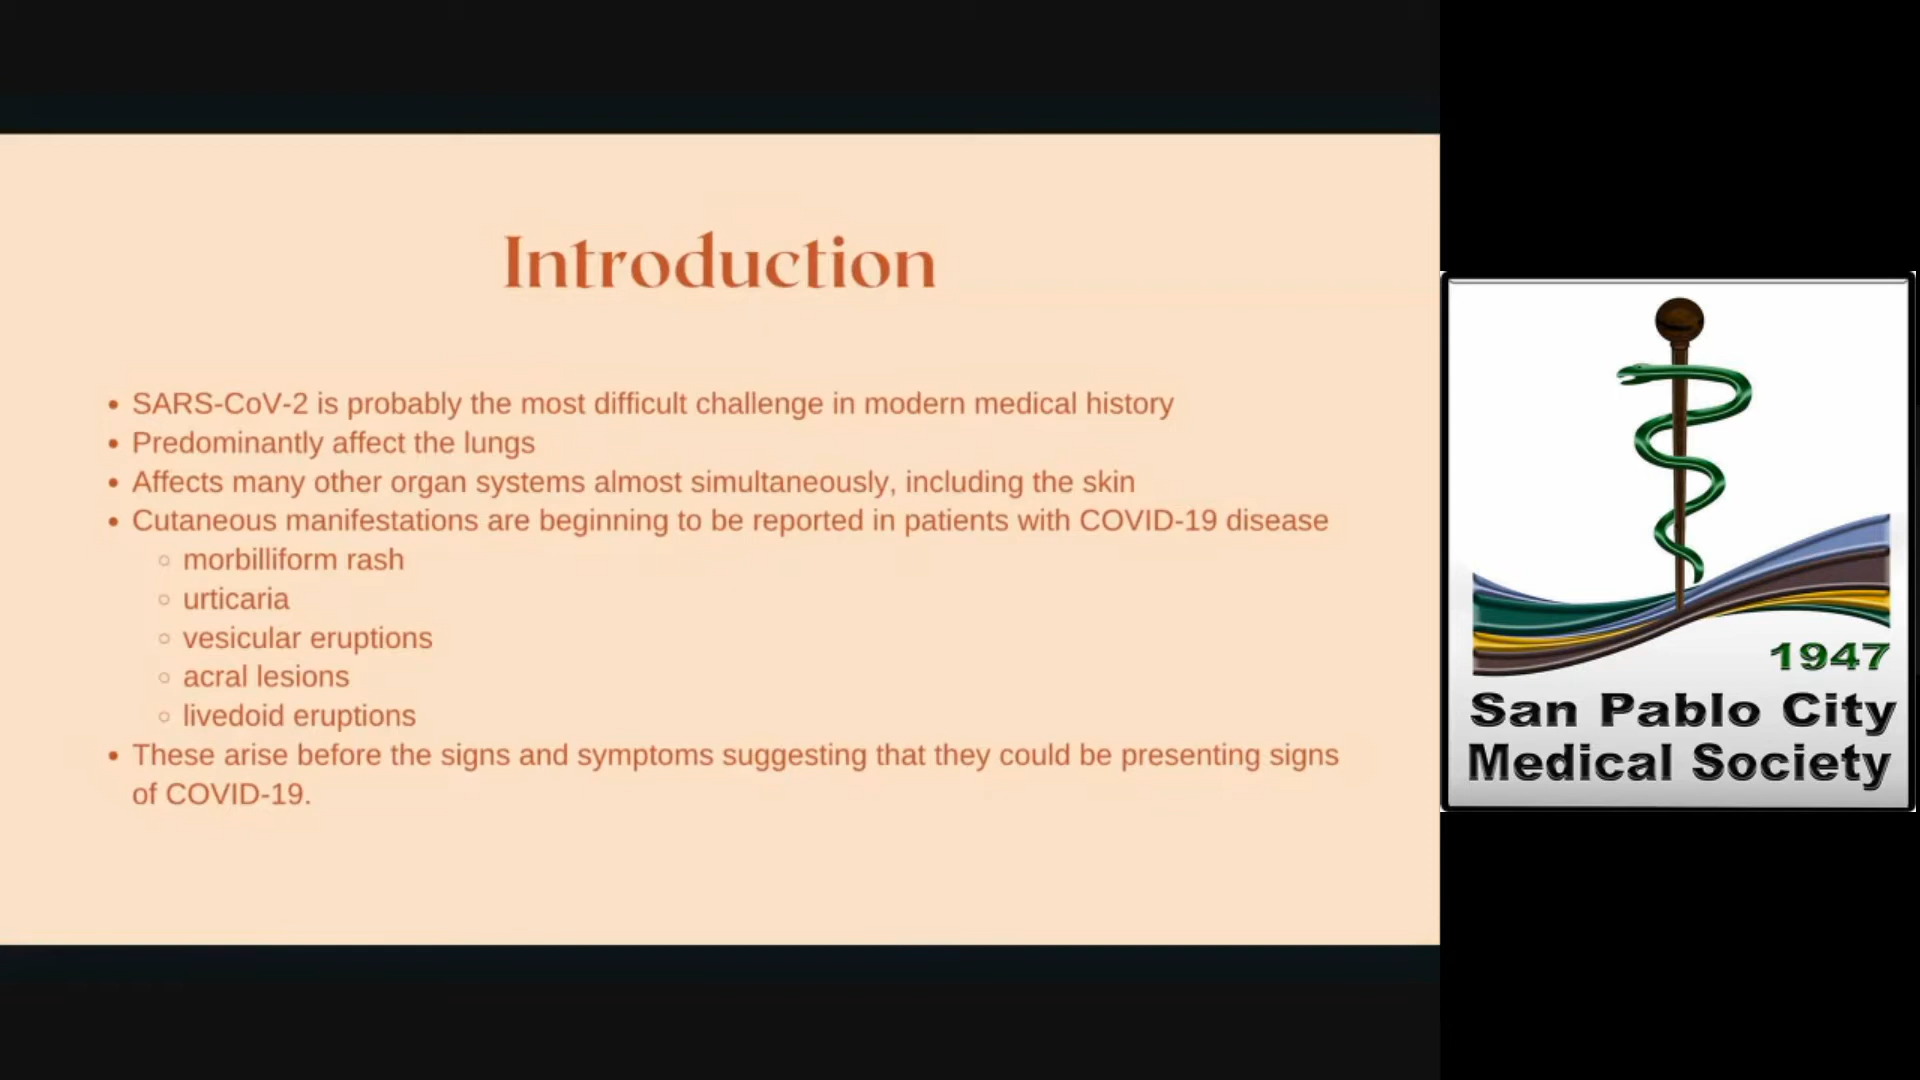 Introduction
• SARS-CoV-2 is probably the most difficult challenge in modern medical history
• Predominantly affect the lungs
• Affects many other organ systems almost simultaneously, including the skin
• Cutaneous manifestations are beginning to be reported in patients with COVID-19 disease
○ morbilliform rash
○ urticaria
○ vesicular eruptions
○ acral lesions
○ livedoid eruptions
• These arise before the signs and symptoms suggesting that they could be presenting signs
of COVID-19.
1947
San Pablo City
Medical Society